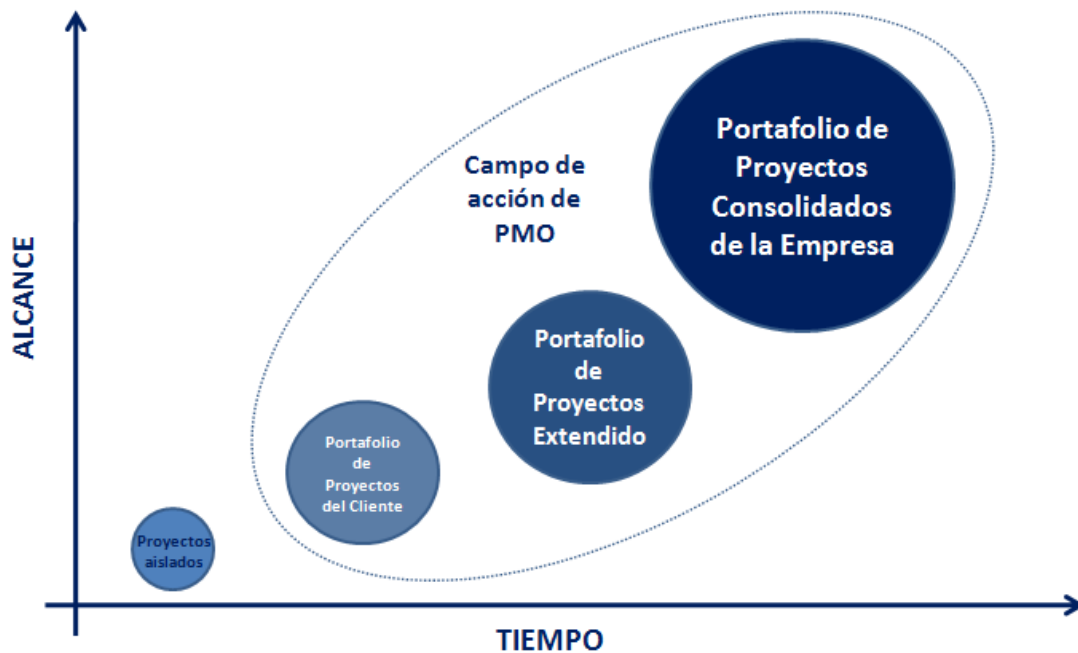 ALCANCE
Campo de
acción de
PMO
Portafolio de
Proyectos
Consolidados
de la Empresa
Portafolio
de
Proyectos
Extendido
Portafolio
de
Proyectos
del Cliente
Proyectos
aislados
TIEMPO